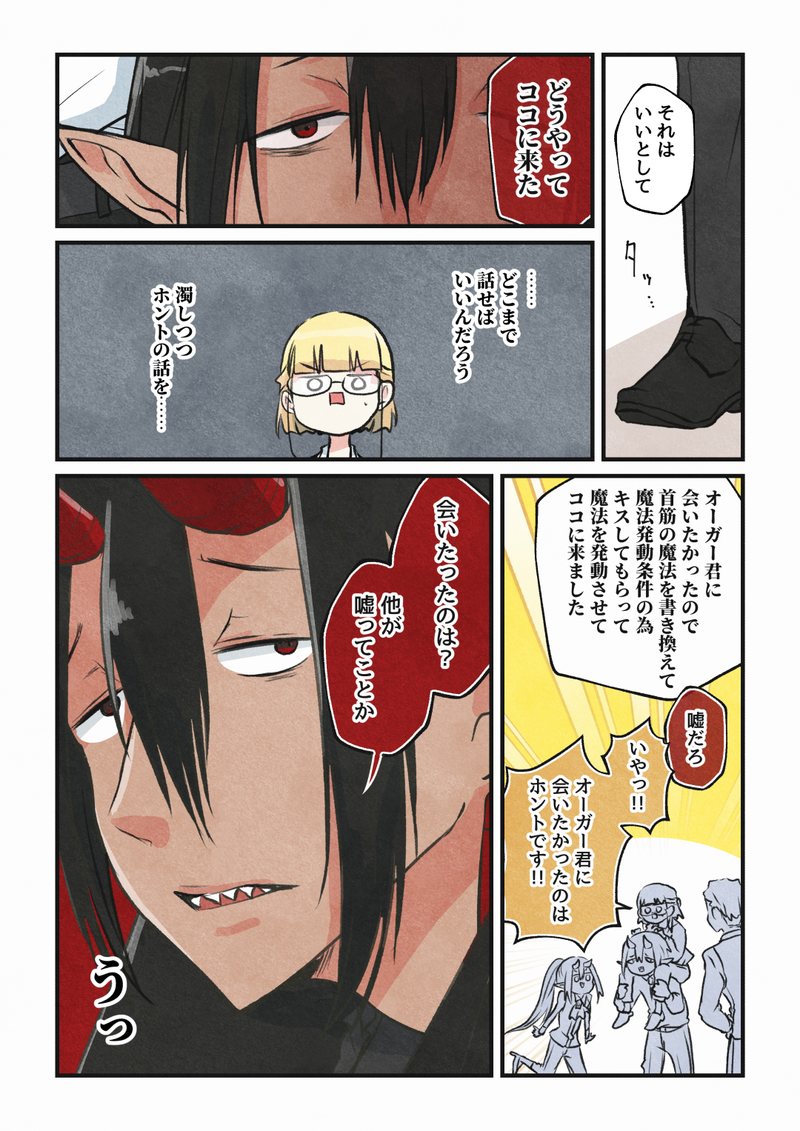 それは
いいとして
タッ…
どうやって
ココに来た
……
どこまで
話せば
いいんだろう
濁しつつ
ホントの話を……
オーガー君に
会いたかったので
首筋の魔法を書き換えて
魔法発動条件の為
キスしてもらって
魔法を発動させて
ココに来ました
嘘だろ
いやっ!!
オーガー君に
会いたかったのは
ホントです!!
会いたったのは?
他が
嘘ってことか
うっ